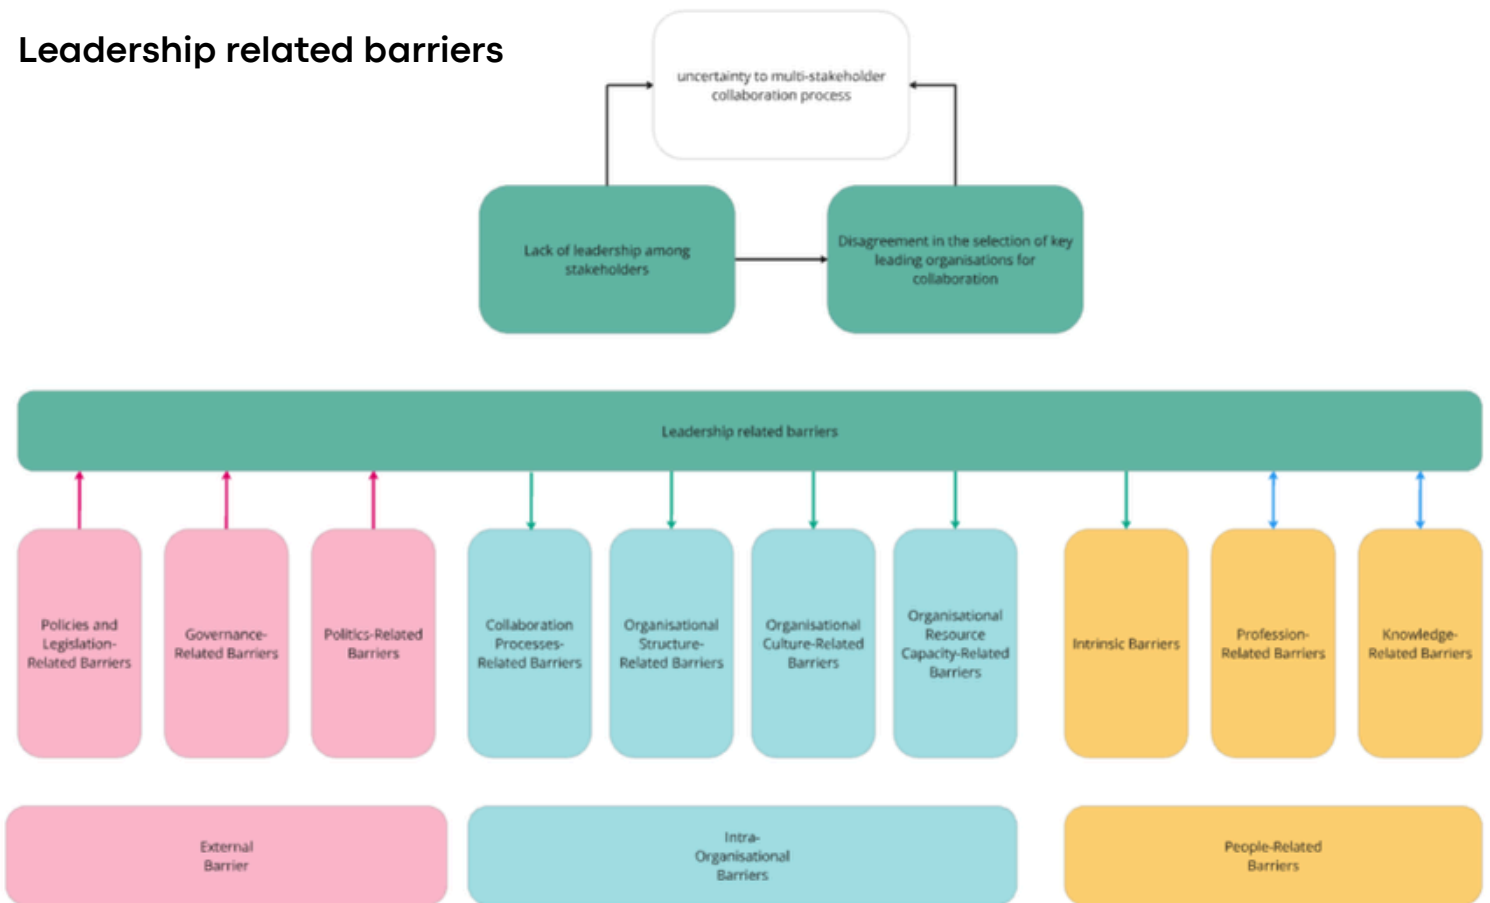 Leadership related barriers
uncertainty to multi-stakeholder
collaboration process
Lack of leadership among
stakeholders
Disagreement in the selection of key
leading organisations for
collaboration
Leadership related barriers
Policies and
Legislation-
Related Barriers
Governance-
Related Barriers
Politics-Related
Barriers
Collaboration
Processes-
Related Barriers
Organisational
Structure-
Related Barriers
Organisational
Culture-Related
Barriers
Organisational
Resource
Capacity-Related
Barriers
Intrinsic Barriers
Profession-
Related Barriers
Knowledge-
Related Barriers
External
Barrier
Intra-
Organisational
Barriers
People-Related
Barriers